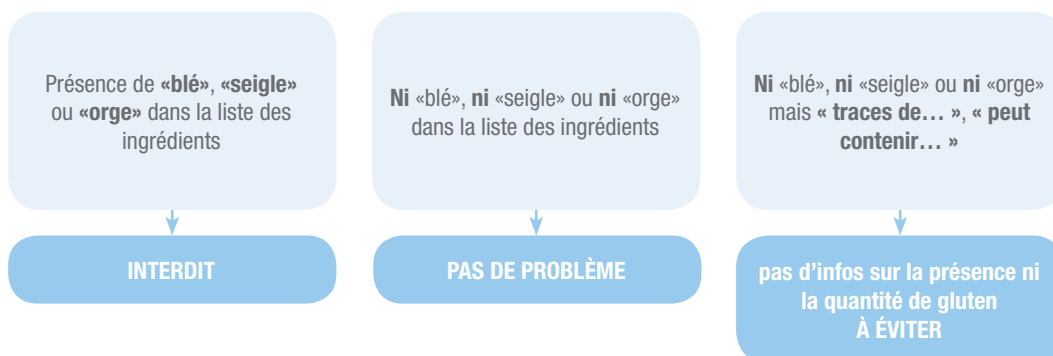 Présence de «blé», «seigle»
ou «orge» dans la liste des
ingrédients
INTERDIT
Ni «blé», ni «seigle» ou ni «orge»
dans la liste des ingrédients
PAS DE PROBLÈME
Ni «blé», ni «seigle» ou ni «orge»
mais « traces de... », « peut
contenir... »
pas d’infos sur la présence ni
la quantité de gluten
À ÉVITER